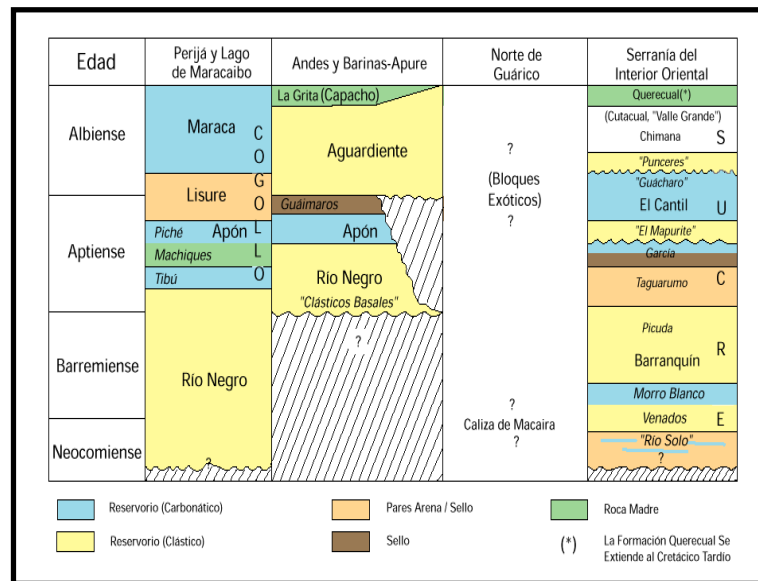 Edad
Perijá y Lago
de Maracaibo
Andes y Barinas-Apure
Norte de
Guárico
Serranía del
Interior Oriental
Albiense
Aptiense
Barremiense
Neocomiense
Maraca
Lisure
Piché
Apón
Machiques
Tibú
COGOLLO
Río Negro
?
La Grita (Capacho)
Aguardiente
Guáimaros
Apón
Río Negro
"Clásticos Basales"
?
?
(Bloques
Exóticos)
?
?
Caliza de Macaira
?
Querecual(*)
(Cutacual, "Valle Grande")
Chimana
"Punceres"
"Guácharo"
El Cantil
"El Mapurite"
García
Taguarumo
Picuda
Barranquín
Morro Blanco
Venados
"Río Solo"
?
SUCRE
Reservorio (Carbonático)
Pares Arena / Sello
Roca Madre
Reservorio (Clástico)
Sello
(*)
La Formación Querecual Se
Extiende al Cretácico Tardío